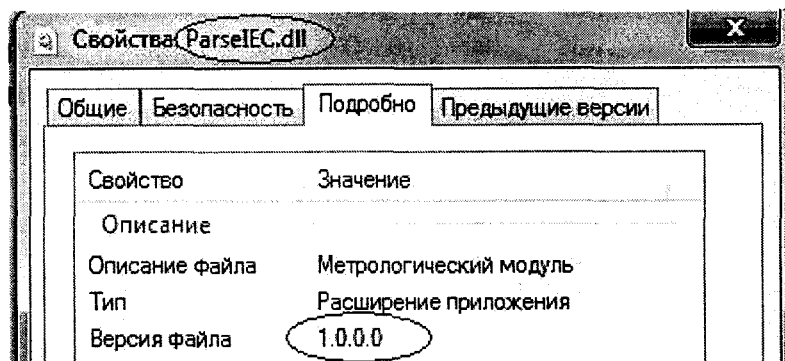 Свойства: ParseIEC.dll
Общие Безопасность Подробно Предыдущие версии
Свойство Значение
Описание
Описание файла Метрологический модуль
Тип Расширение приложения
Версия файла 1.0.0.0